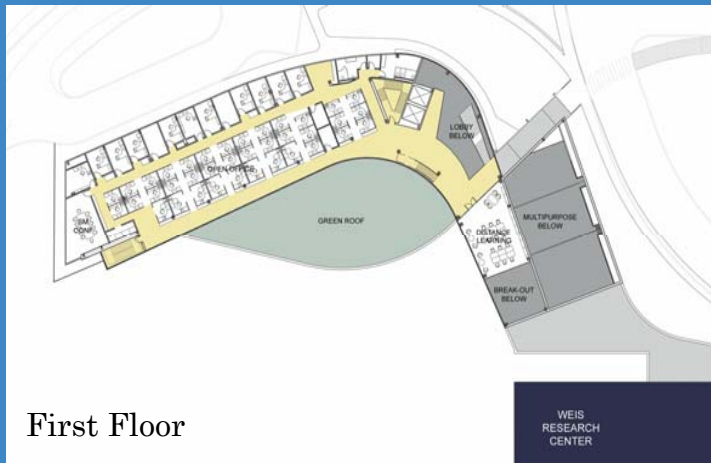 LOBBY
BELOW
OPEN OFFICE
SM
CONF
GREEN ROOF
MULTIPURPOSE
BELOW
DISTANCE
LEARNING
BREAK-OUT
BELOW
First Floor
WEIS
RESEARCH
CENTER